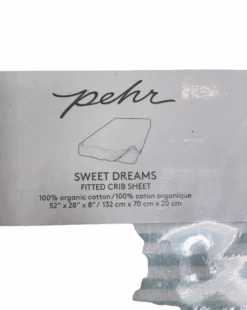 pehr
SWEET DREAMS
FITTED CRIB SHEET
100% organic cotton/100% coton organique
52" x 28" x 8" / 132 cm x 70 cm x 20 cm